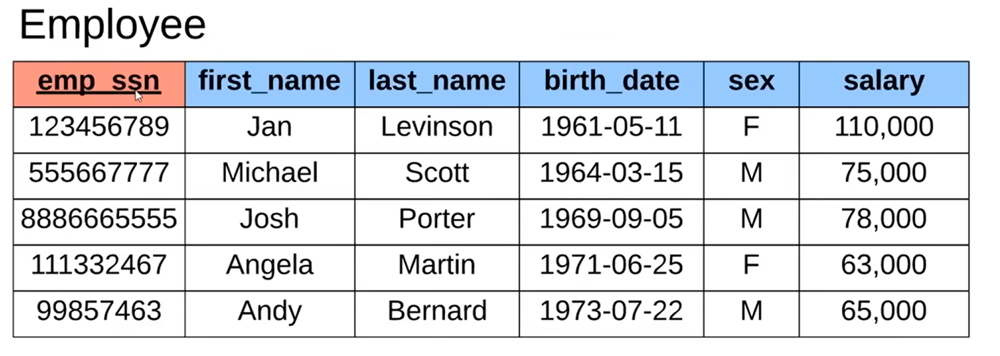 Employee
emp_ssn first_name last_name birth_date sex salary
123456789 Jan Levinson 1961-05-11 F 110,000
555667777 Michael Scott 1964-03-15 M 75,000
8886665555 Josh Porter 1969-09-05 M 78,000
111332467 Angela Martin 1971-06-25 F 63,000
99857463 Andy Bernard 1973-07-22 M 65,000